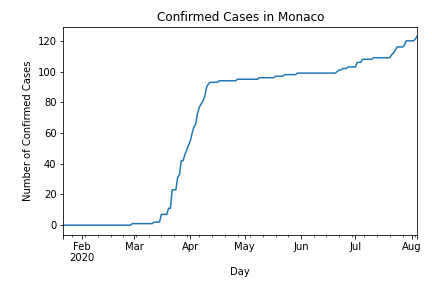 Confirmed Cases in Monaco
Number of Confirmed Cases
120
100
80
60
40
20
0
Feb Mar Apr May Jun Jul Aug
2020
Day